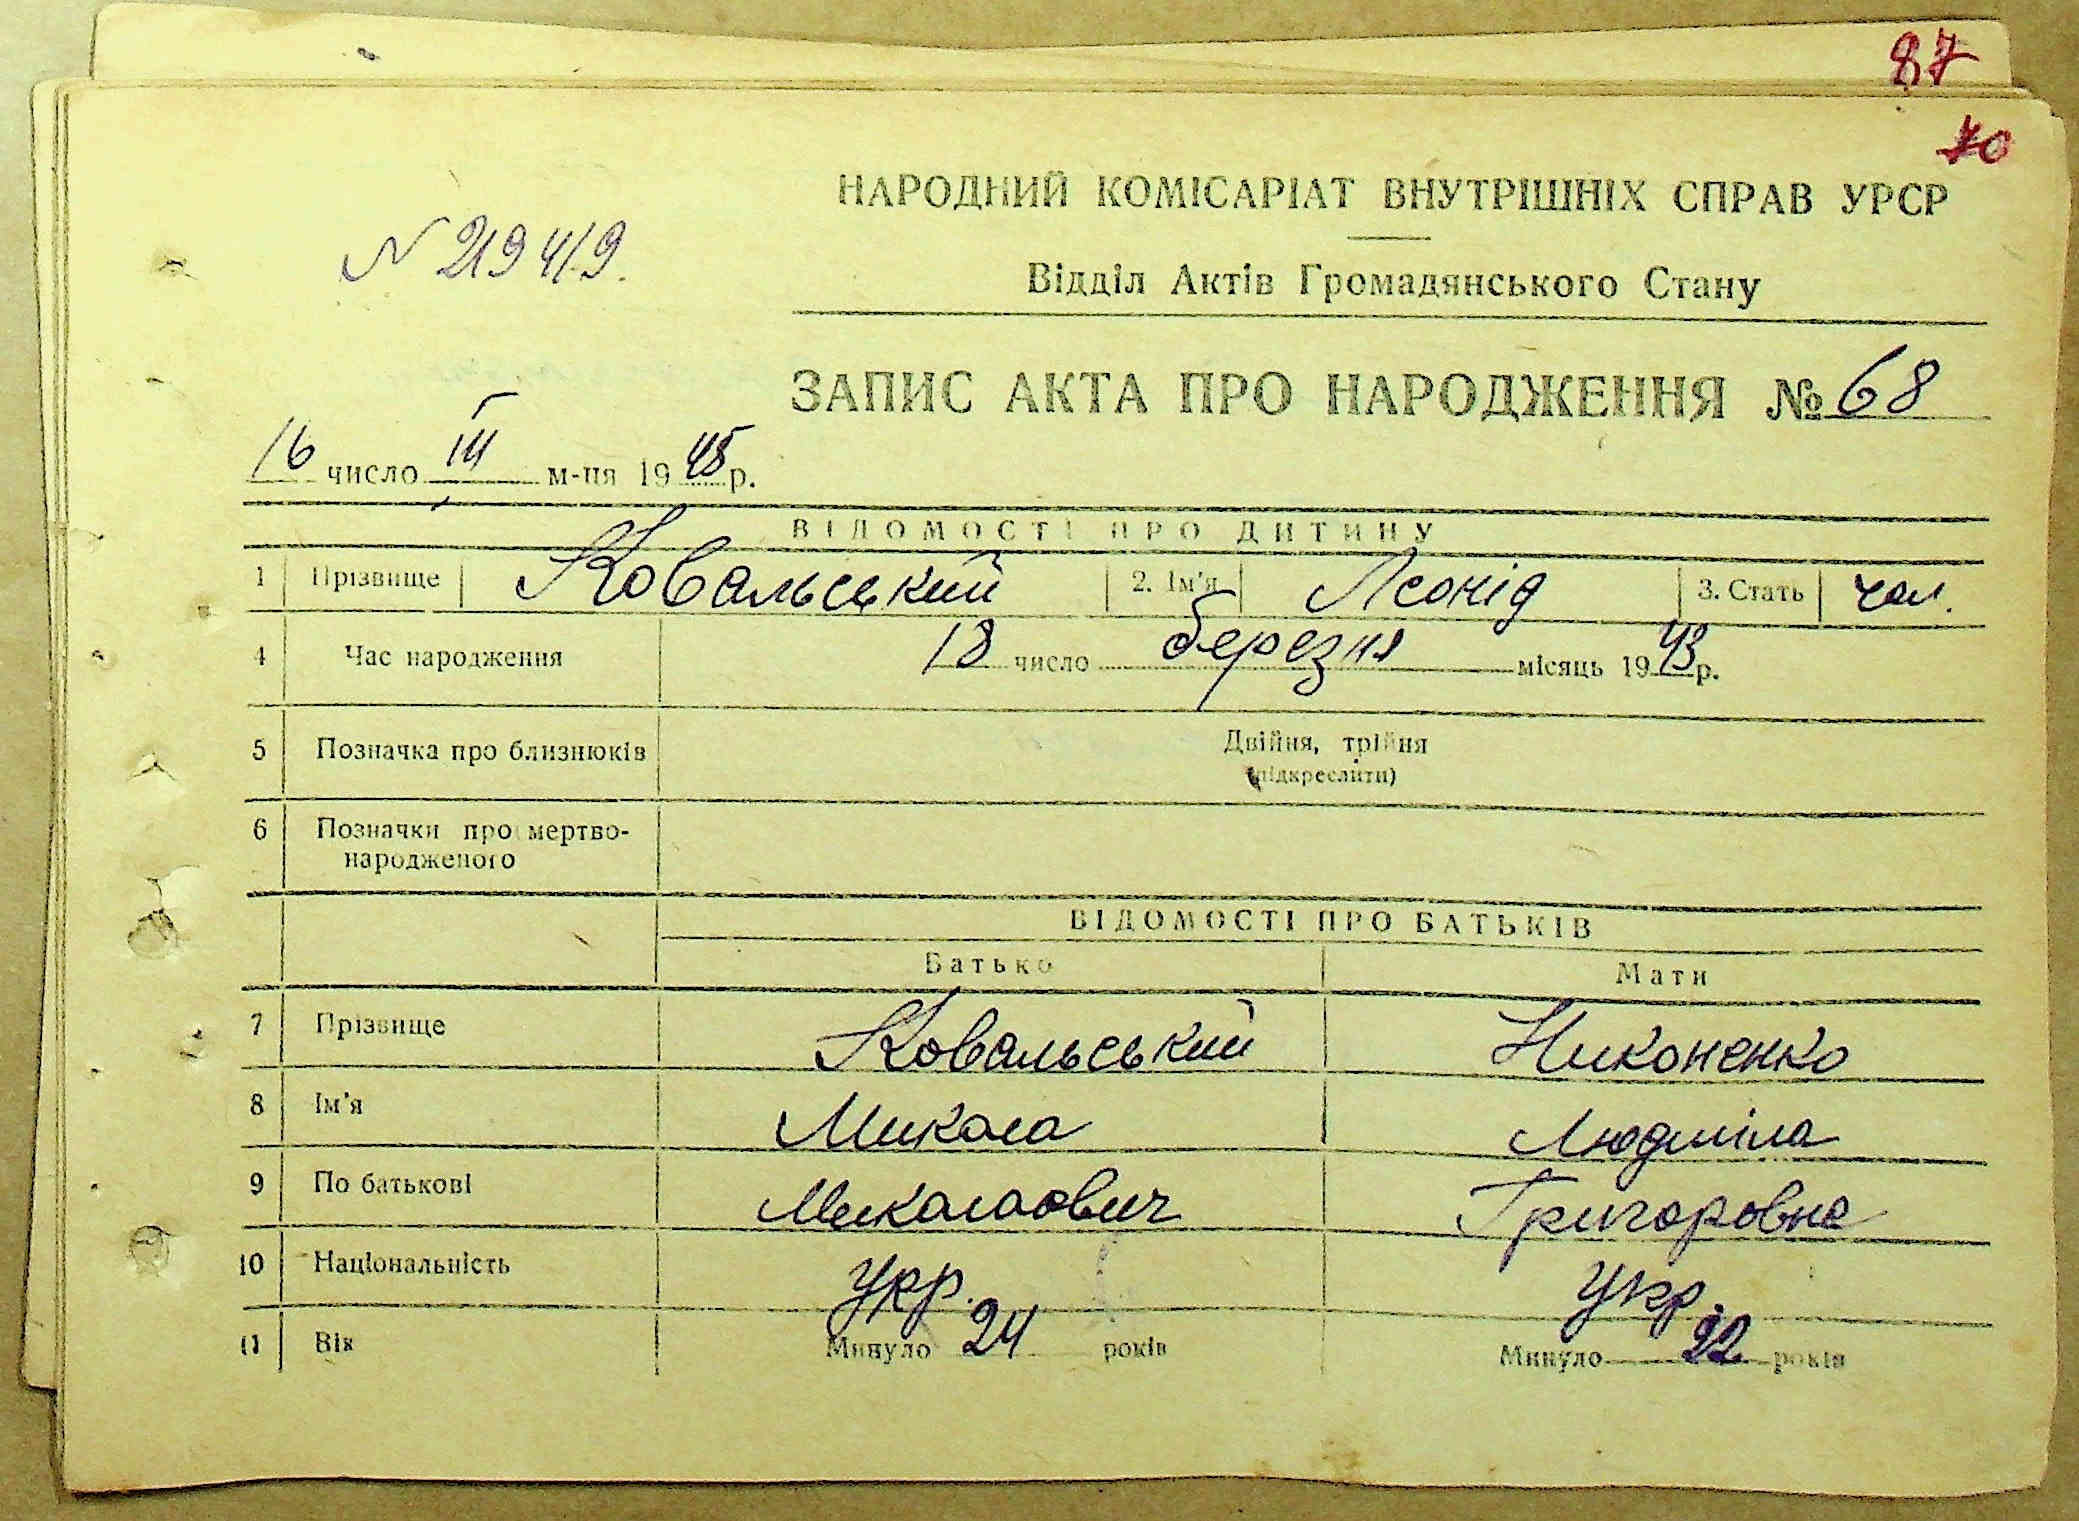 87
70
НАРОДНИЙ КОМІСАРІАТ ВНУТРІШНІХ СПРАВ УРСР
N 219419.
Відділ Актів Громадянського Стану
ЗАПИС АКТА ПРО НАРОДЖЕННЯ № 68
16 число III м-ця 1945 р.
ВІДОМОСТІ ПРО ДИТИНУ
1 Прізвище Ковальський 2. Ім'я Леонід 3. Стать чол.
4 Час народження 18 число березня місяць 1943 р.
5 Позначка про близнюків Двійня, трійня
(підкреслити)
6 Позначки про мертво-
народженого
ВІДОМОСТІ ПРО БАТЬКІВ
Батько Мати
7 Прізвище Ковальський Никоненко
8 Ім'я Микола Людміла
9 По батькові Миколаович Григоровна
10 Національність Укр. Укр.
11 Вік Минуло 24 років Минуло 22 років